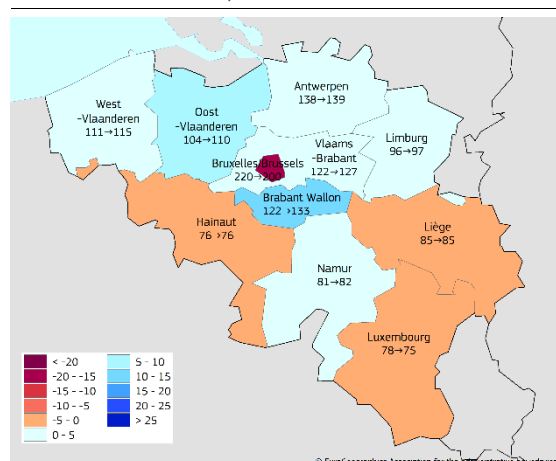 Antwerpen
138→139
West
-Vlaanderen
111→115
Oost
-Vlaanderen
104→110
Vlaams
-Brabant
122→127
Limburg
96→97
Bruxelles/Brussels
220→200
Brabant Wallon
122→133
Hainaut
76→76
Liège
85→85
Namur
81→82
Luxembourg
78→75
< -20
-20 - -15
-15 - -10
-10 - -5
-5 - 0
0 - 5
5 - 10
10 - 15
15 - 20
20 - 25
> 25